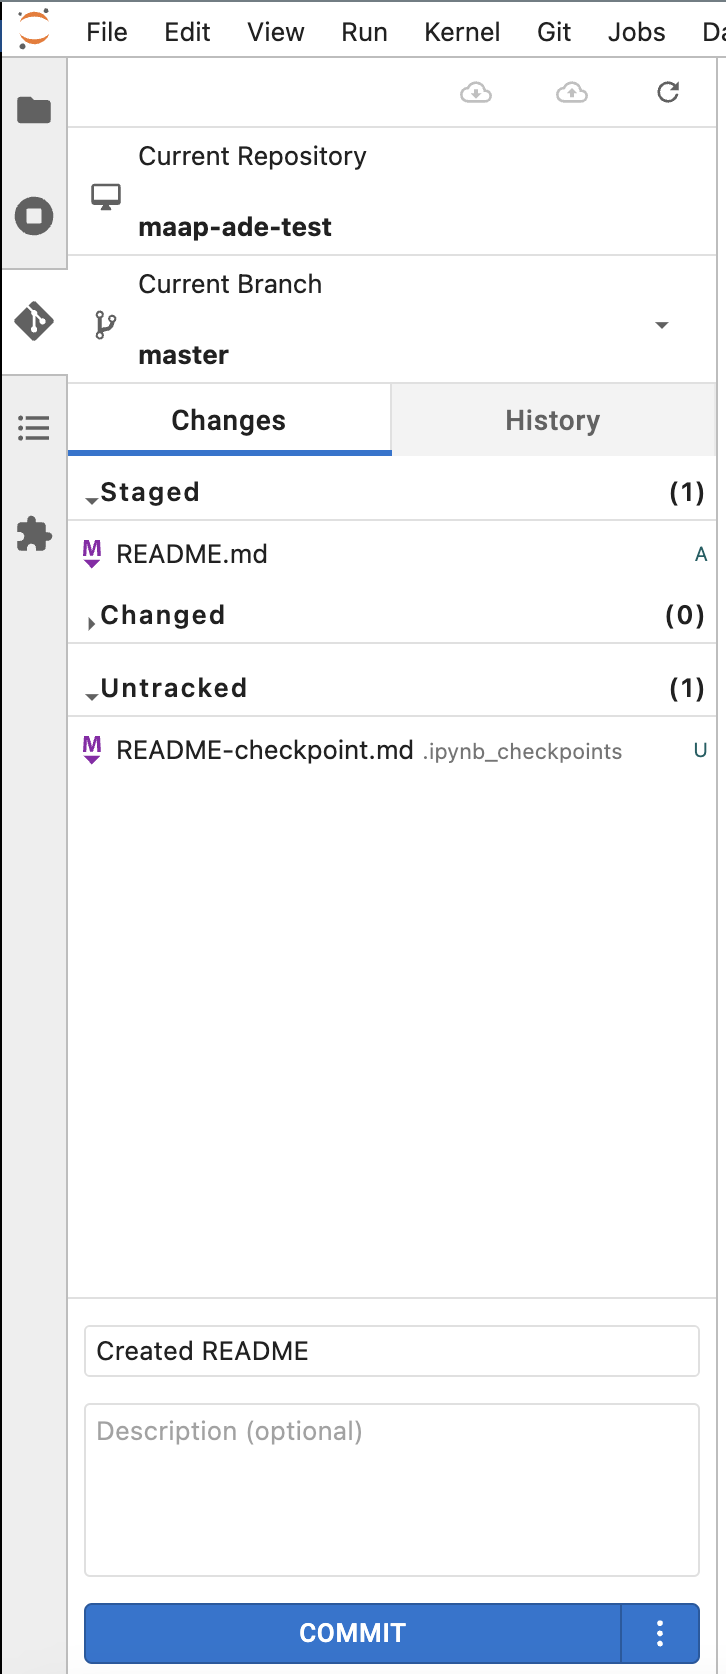 File Edit View Run Kernel Git Jobs
Current Repository
maap-ade-test
Current Branch
master
Changes History
Staged (1)
README.md A
Changed (0)
Untracked (1)
README-checkpoint.md .ipynb_checkpoints U
Created README
Description (optional)
COMMIT